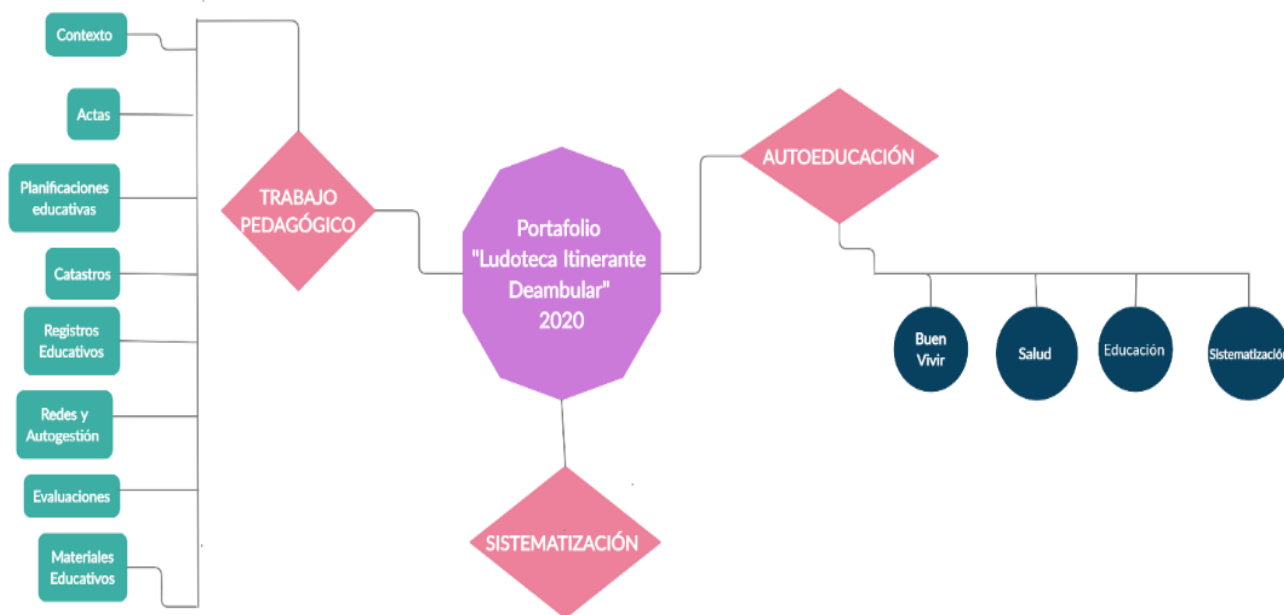 Contexto
Actas
Planificaciones
educativas
Catastros
Registros
Educativos
Redes y
Autogestión
Evaluaciones
Materiales
Educativos
TRABAJO
PEDAGÓGICO
Portafolio
"Ludoteca Itinerante
Deambular"
2020
SISTEMATIZACIÓN
AUTOEDUCACIÓN
Buen
Vivir
Salud
Educación
Sistematización